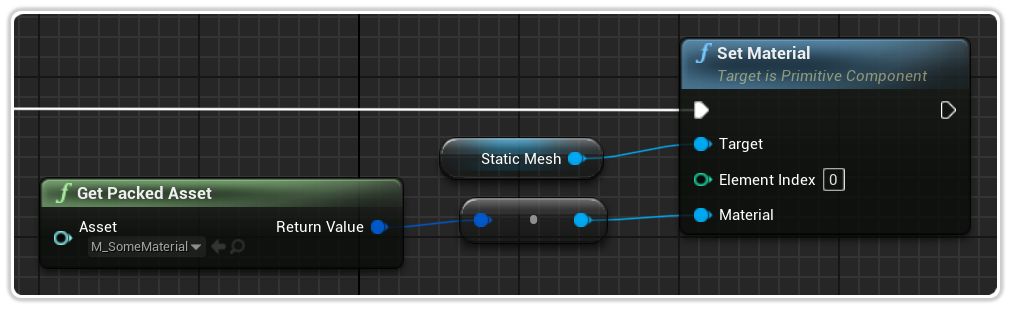 Set Material
Target is Primitive Component
Static Mesh
Target
Get Packed Asset
Element Index 0
Asset
Return Value
Material
M_SomeMaterial